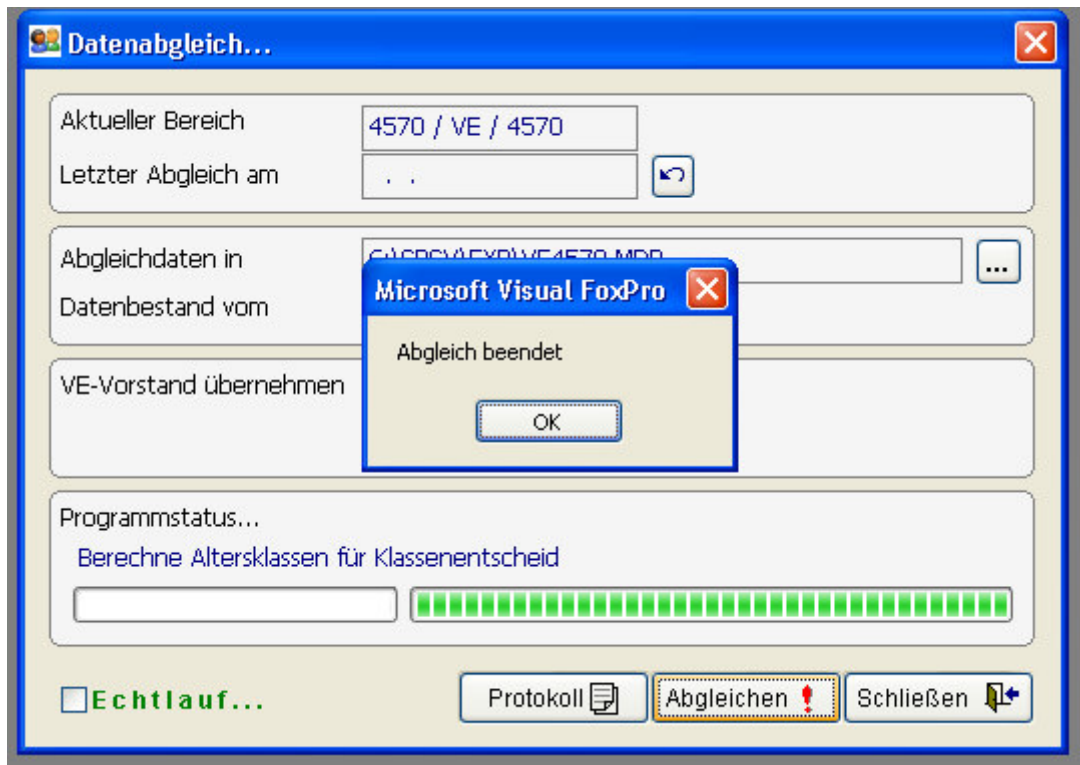 Datenabgleich...
Aktueller Bereich
4570 / VE / 4570
Letzter Abgleich am
. .
Abgleichdaten in
...
Datenbestand vom
Microsoft Visual FoxPro
Abgleich beendet
OK
VE-Vorstand übernehmen
Programmstatus...
Berechne Altersklassen für Klassenentscheid
Echtlauf...
Protokoll
Abgleichen
Schließen